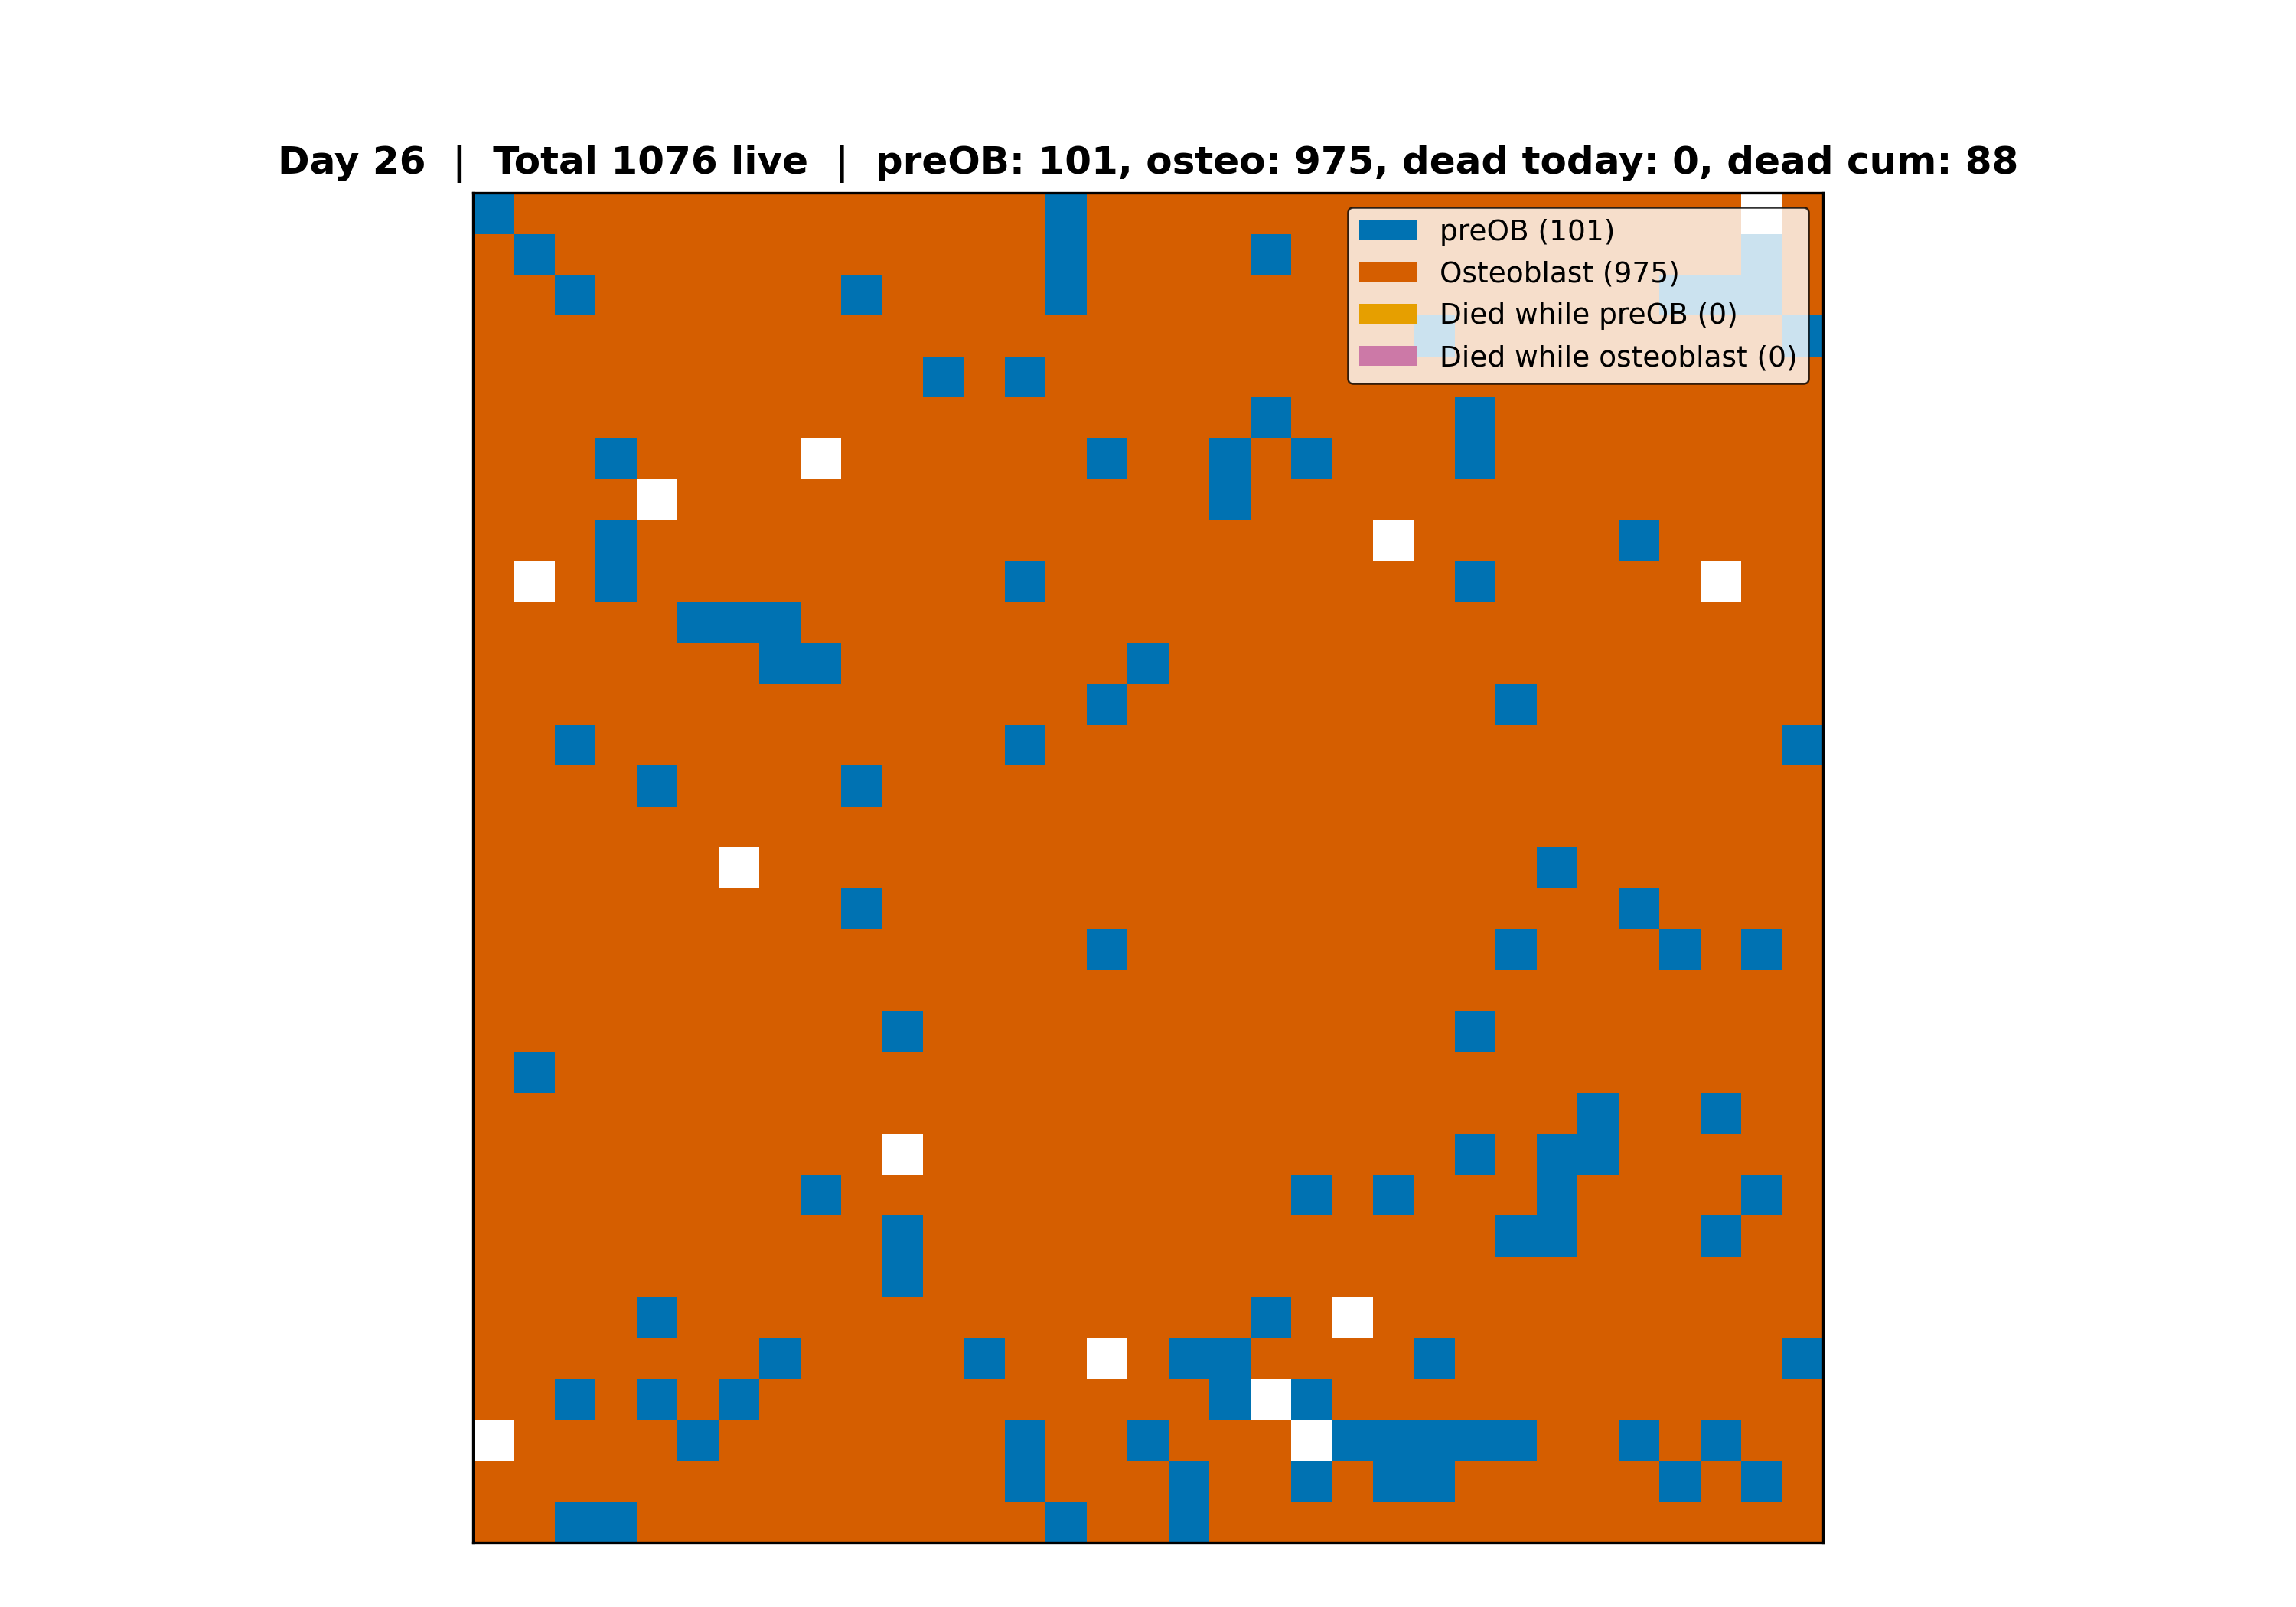 Day 26 | Total 1076 live | preOB: 101, osteo: 975, dead today: 0, dead cum: 88
preOB (101)
Osteoblast (975)
Died while preOB (0)
Died while osteoblast (0)